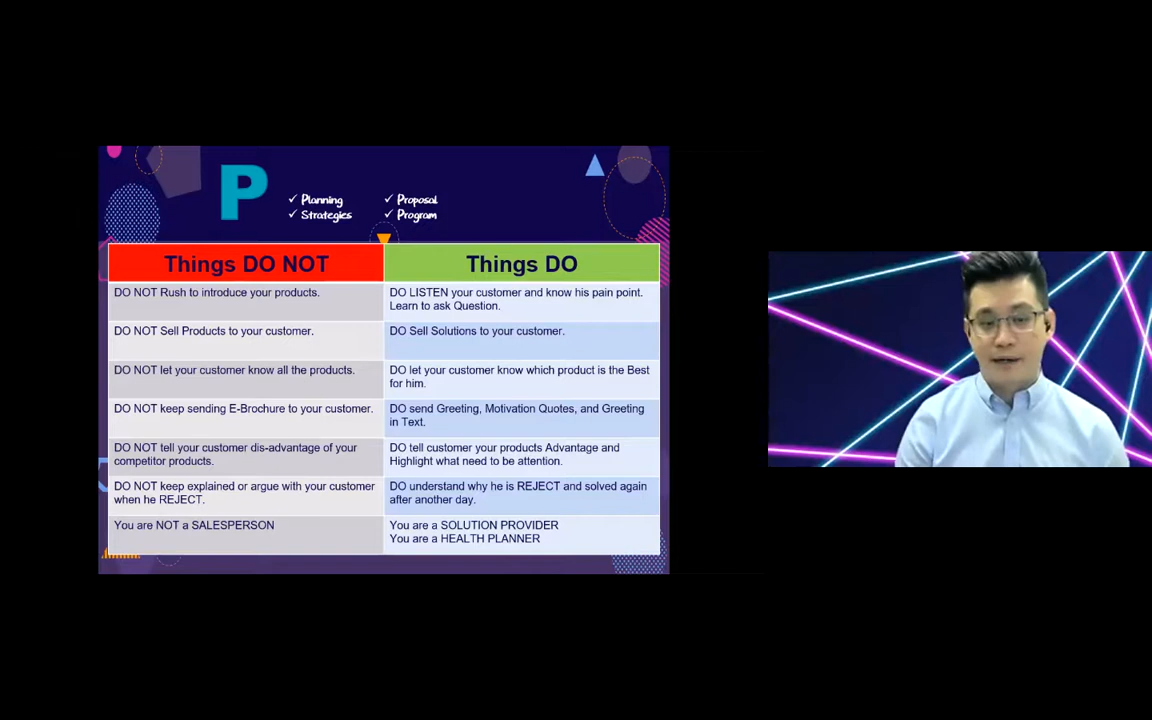 P
✓ Planning
✓ Proposal
✓ Strategies
✓ Program
Things DO NOT
Things DO
DO NOT Rush to introduce your products.
DO LISTEN your customer and know his pain point.
Learn to ask Question.
DO NOT Sell Products to your customer.
DO Sell Solutions to your customer.
DO NOT let your customer know all the products.
DO let your customer know which product is the Best
for him.
DO NOT keep sending E-Brochure to your customer.
DO send Greeting, Motivation Quotes, and Greeting
in Text.
DO NOT tell your customer dis-advantage of your
competitor products.
DO tell customer your products Advantage and
Highlight what need to be attention.
DO NOT keep explained or argue with your customer
when he REJECT.
DO understand why he is REJECT and solved again
after another day.
You are NOT a SALESPERSON
You are a SOLUTION PROVIDER
You are a HEALTH PLANNER